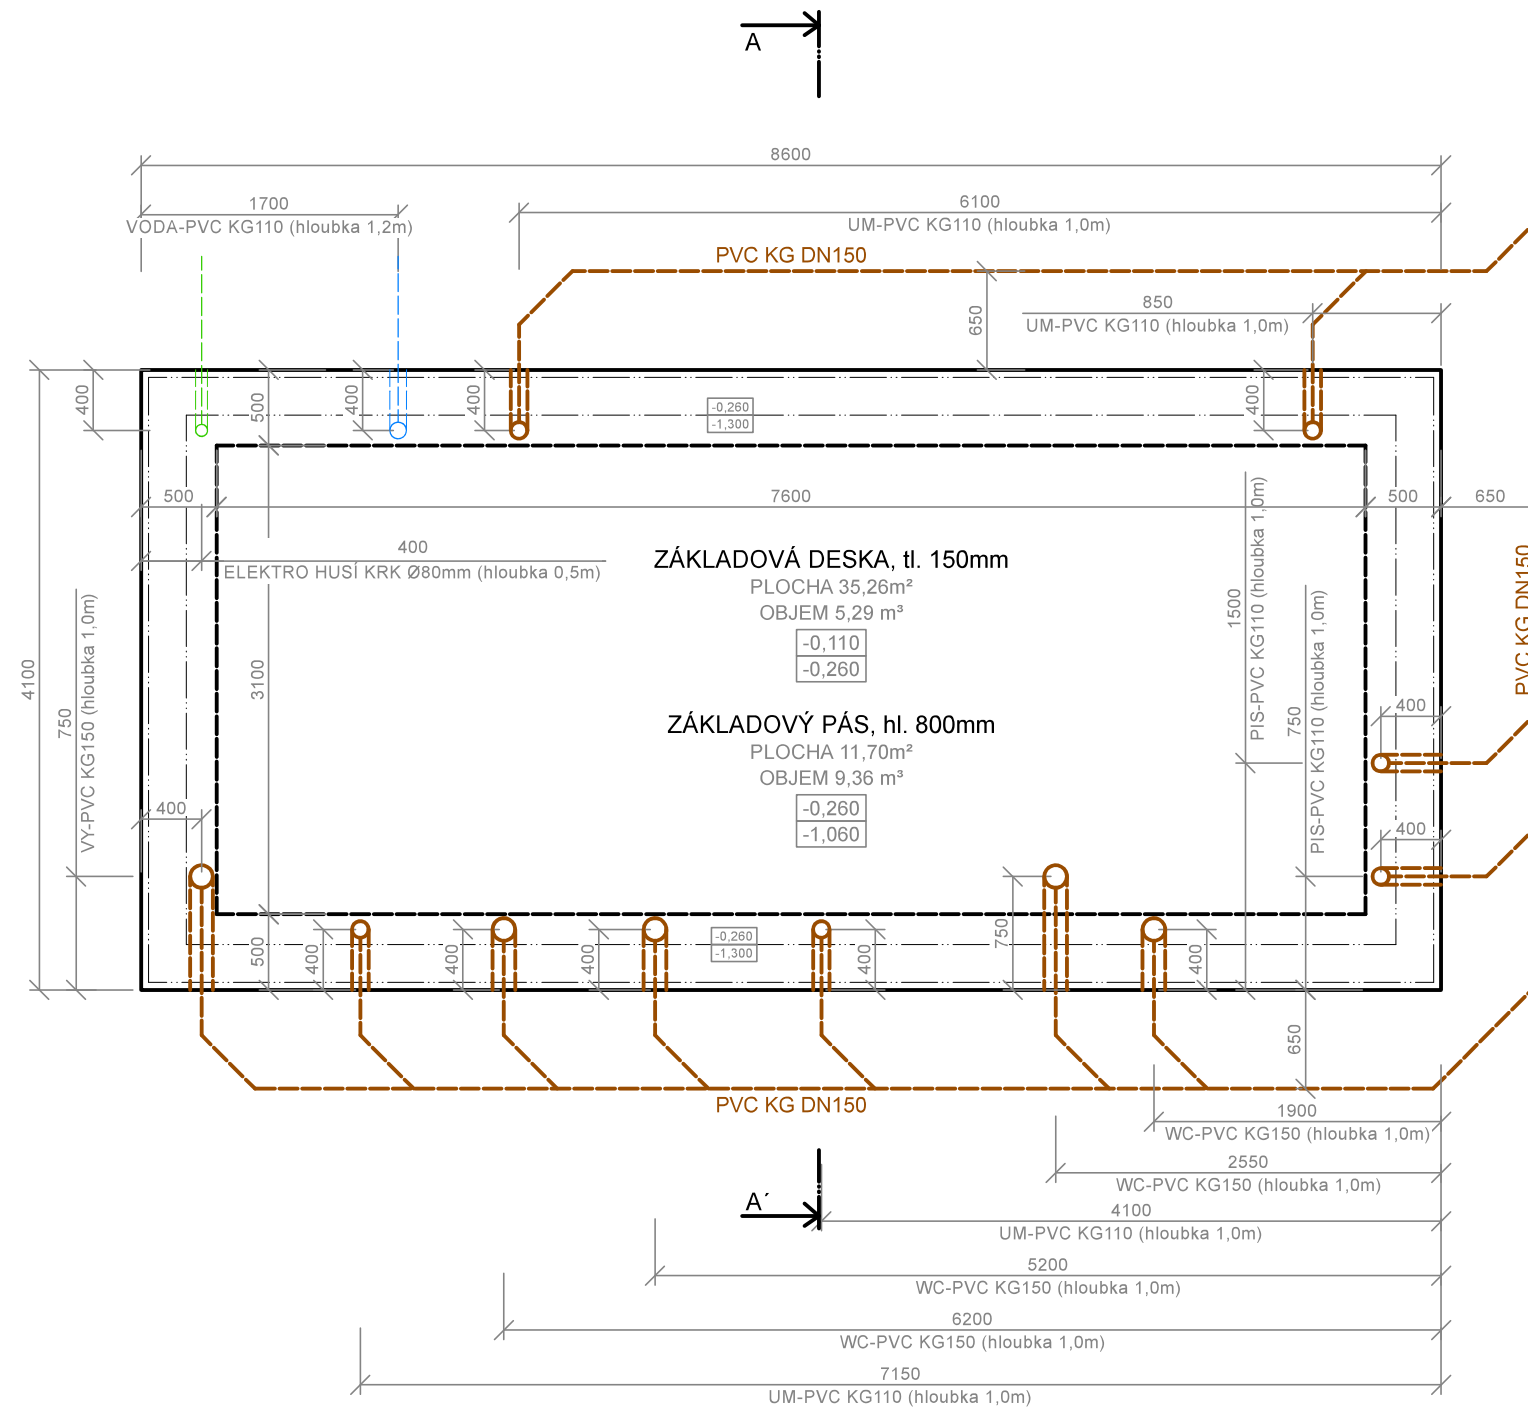 A
8600
1700
VODA-PVC KG110 (hloubka 1,2m)
6100
UM-PVC KG110 (hloubka 1,0m)
PVC KG DN150
650
850
UM-PVC KG110 (hloubka 1,0m)
400
500
400
400
-0,260
-1,300
400
500
7600
500
650
400
ELEKTRO HUSÍ KRK Ø80mm (hloubka 0,5m)
ZÁKLADOVÁ DESKA, tl. 150mm
PLOCHA 35,26m²
OBJEM 5,29 m³
-0,110
-0,260
ZÁKLADOVÝ PÁS, hl. 800mm
PLOCHA 11,70m²
OBJEM 9,36 m³
-0,260
-1,060
4100
750
VY-PVC KG150 (hloubka 1,0m)
3100
400
1500
PIS-PVC KG110 (hloubka 1,0m)
750
PIS-PVC KG110 (hloubka 1,0m)
PVC KG DN150
400
400
500
400
400
400
-0,260
-1,300
400
750
400
650
PVC KG DN150
1900
WC-PVC KG150 (hloubka 1,0m)
2550
WC-PVC KG150 (hloubka 1,0m)
A´
4100
UM-PVC KG110 (hloubka 1,0m)
5200
WC-PVC KG150 (hloubka 1,0m)
6200
WC-PVC KG150 (hloubka 1,0m)
7150
UM-PVC KG110 (hloubka 1,0m)